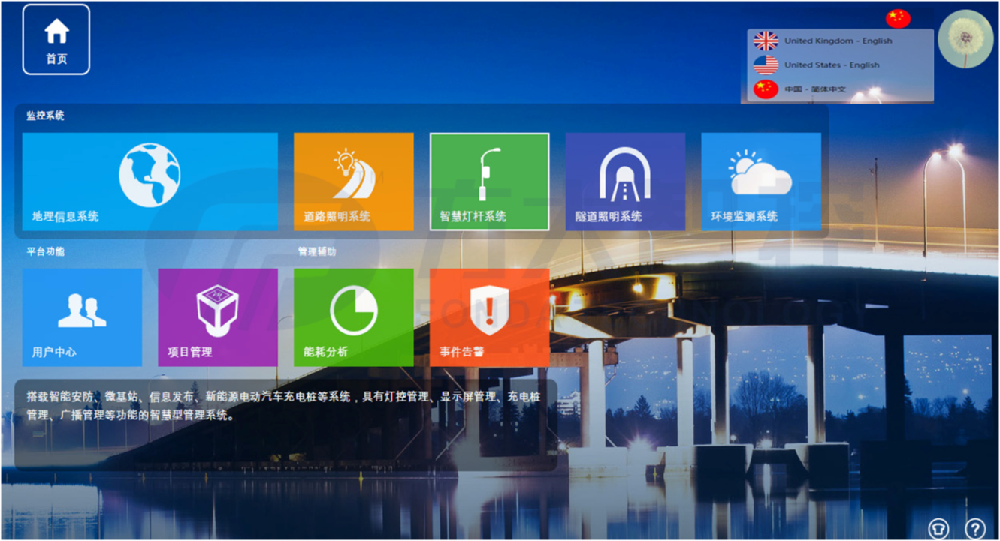 首页
United Kingdom - English
United States - English
中国 - 简体中文
监控系统
地理信息系统
道路照明系统
智慧灯杆系统
隧道照明系统
环境监测系统
平台功能
管理辅助
用户中心
项目管理
能耗分析
事件告警
搭载智能安防、微基站、信息发布、新能源电动汽车充电桩等系统，具有灯控管理、显示屏管理、充电桩
管理、广播管理等功能的智慧型管理系统。
TM
?